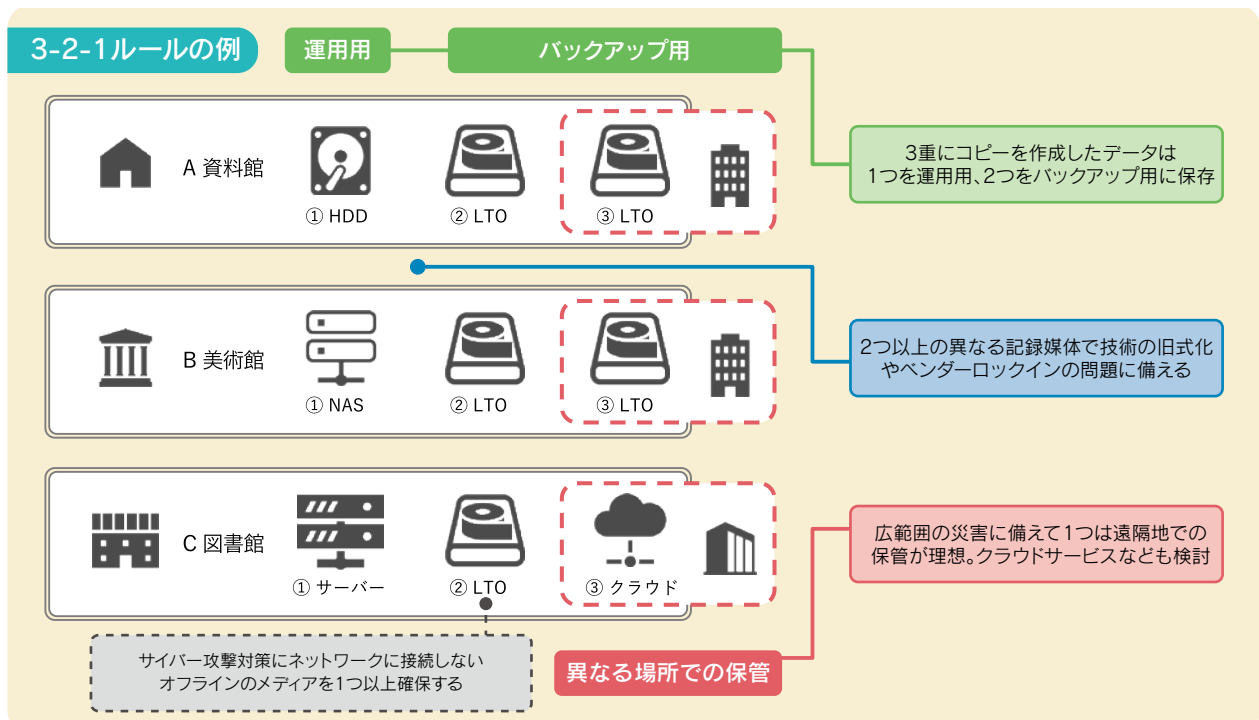 3-2-1ルールの例
運用用
バックアップ用
A 資料館
① HDD
② LTO
③ LTO
3重にコピーを作成したデータは
1つを運用用、2つをバックアップ用に保存
B 美術館
① NAS
② LTO
③ LTO
2つ以上の異なる記録媒体で技術の旧式化
やベンダーロックインの問題に備える
C 図書館
① サーバー
② LTO
③ クラウド
広範囲の災害に備えて1つは遠隔地での
保管が理想。クラウドサービスなども検討
サイバー攻撃対策にネットワークに接続しない
オフラインのメディアを1つ以上確保する
異なる場所での保管